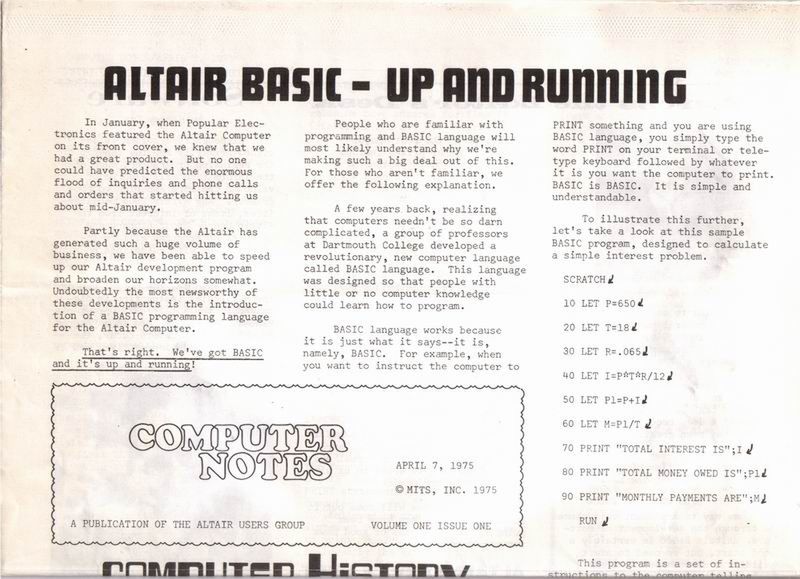 ALTAIR BASIC - UP AND RUNNING
In January, when Popular Elec-
tronics featured the Altair Computer
on its front cover, we knew that we
had a great product. But no one
could have predicted the enormous
flood of inquiries and phone calls
and orders that started hitting us
about mid-January.
Partly because the Altair has
generated such a huge volume of
business, we have been able to speed
up our Altair development program
and broaden our horizons somewhat.
Undoubtedly the most newsworthy of
these developments is the introduc-
tion of a BASIC programming language
for the Altair Computer.
That's right. We've got BASIC
and it's up and running!
People who are familiar with
programming and BASIC language will
most likely understand why we're
making such a big deal out of this.
For those who aren't familiar, we
offer the following explanation.
A few years back, realizing
that computers needn't be so darn
complicated, a group of professors
at Dartmouth College developed a
revolutionary, new computer language
called BASIC language. This language
was designed so that people with
little or no computer knowledge
could learn how to program.
BASIC language works because
it is just what it says--it is,
namely, BASIC. For example, when
you want to instruct the computer to
PRINT something and you are using
BASIC language, you simply type the
word PRINT on your terminal or tele-
type keyboard followed by whatever
it is you want the computer to print.
BASIC is BASIC. It is simple and
understandable.
To illustrate this further,
let's take a look at this sample
BASIC program, designed to calculate
a simple interest problem.
SCRATCH
10 LET P=650
20 LET T=18
30 LET R=.065
40 LET I=P*T*R/12
50 LET P1=P+I
60 LET M=P1/T
70 PRINT "TOTAL INTEREST IS";I
80 PRINT "TOTAL MONEY OWED IS";P1
90 PRINT "MONTHLY PAYMENTS ARE";M
RUN
This program is a set of in-
structions to the computer telling
COMPUTER
NOTES
APRIL 7, 1975
© MITS, INC. 1975
A PUBLICATION OF THE ALTAIR USERS GROUP VOLUME ONE ISSUE ONE
COMPUTER HISTORY